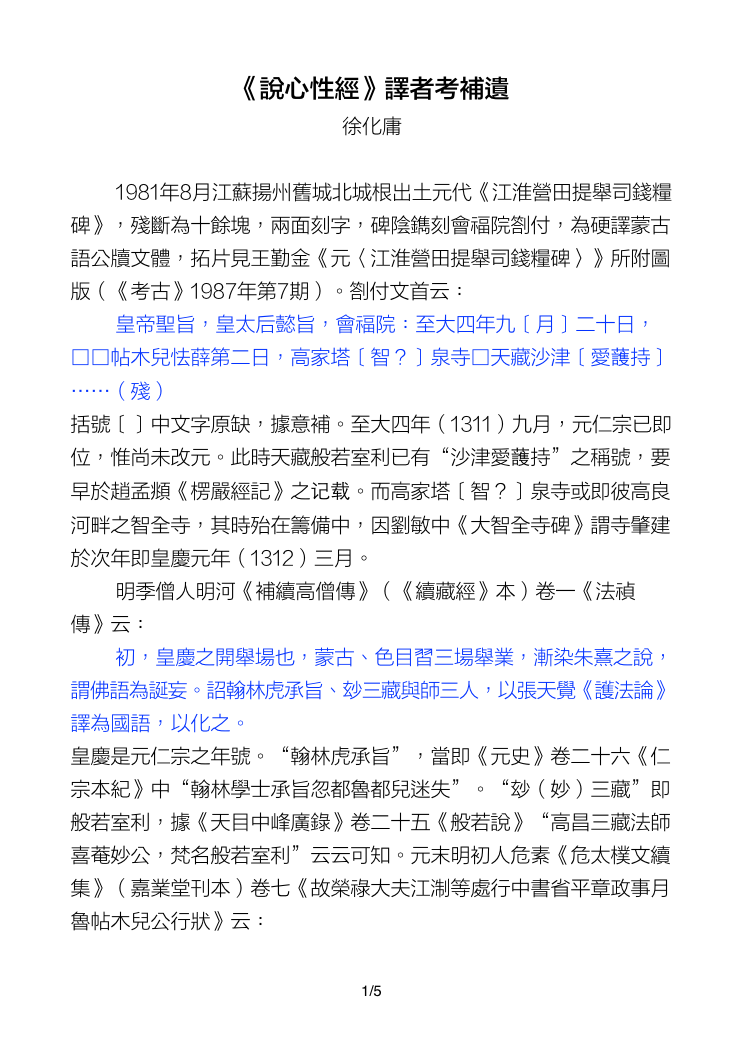 《說心性經》譯者考補遺
徐化庸
1981年8月江蘇揚州舊城北城根出土元代《江淮營田提舉司錢糧
碑》，殘斷為十餘塊，兩面刻字，碑陰鐫刻會福院劄付，為硬譯蒙古
語公牘文體，拓片見王勤金《元〈江淮營田提舉司錢糧碑〉》所附圖
版（《考古》1987年第7期）。劄付文首云：
皇帝聖旨，皇太后懿旨，會福院：至大四年九〔月〕二十日，
□□帖木兒怯薛第二日，高家塔〔智？〕泉寺□天藏沙津〔愛護持〕
……（殘）
括號〔 〕中文字原缺，據意補。至大四年（1311）九月，元仁宗已即
位，惟尚未改元。此時天藏般若室利已有“沙津愛護持”之稱號，要
早於趙孟頫《楞嚴經記》之记载。而高家塔〔智？〕泉寺或即彼高良
河畔之智全寺，其時殆在籌備中，因劉敏中《大智全寺碑》謂寺肇建
於次年即皇慶元年（1312）三月。
明季僧人明河《補續高僧傳》（《續藏經》本）卷一《法禎
傳》云：
初，皇慶之開舉場也，蒙古、色目習三場舉業，漸染朱熹之說，
謂佛語為誕妄。詔翰林虎承旨、玅三藏與師三人，以張天覺《護法論》
譯為國語，以化之。
皇慶是元仁宗之年號。“翰林虎承旨”，當即《元史》卷二十六《仁
宗本紀》中“翰林學士承旨忽都魯都兒迷失”。“玅（妙）三藏”即
般若室利，據《天目中峰廣錄》卷二十五《般若說》“高昌三藏法師
喜菴妙公，梵名般若室利”云云可知。元末明初人危素《危太樸文續
集》（嘉業堂刊本）卷七《故榮祿大夫江淛等處行中書省平章政事月
魯帖木兒公行狀》云：
1/5